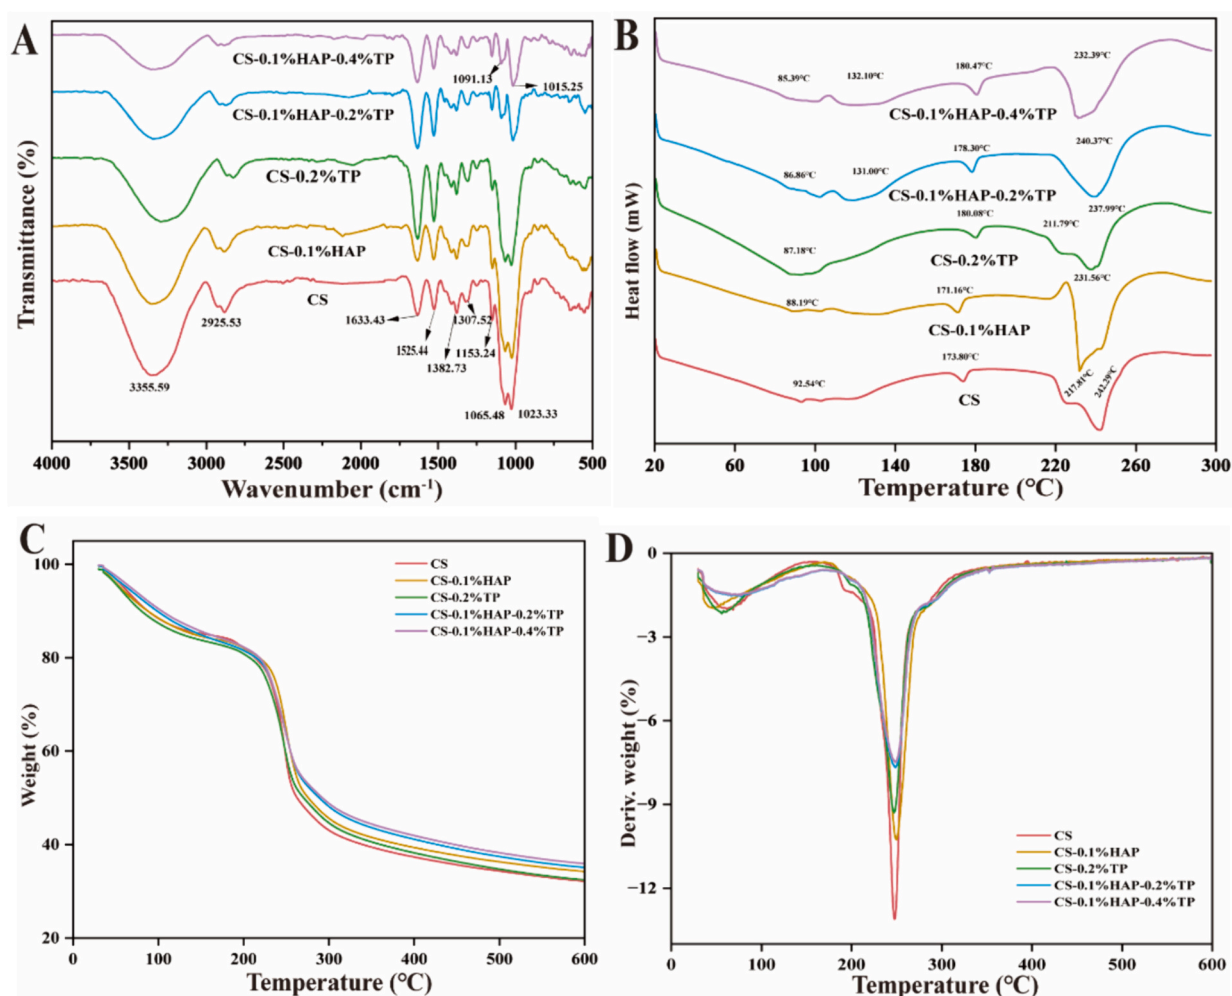 A
CS-0.1%HAP-0.4%TP
1091.13
1015.25
CS-0.1%HAP-0.2%TP
CS-0.2%TP
CS-0.1%HAP
CS
2925.53
3355.59
1633.43
1525.44
1382.73
1307.52
1153.24
1065.48
1023.33
Transmittance (%)
4000 3500 3000 2500 2000 1500 1000 500
Wavenumber (cm⁻¹)
B
85.39°C
132.10°C
180.47°C
232.39°C
CS-0.1%HAP-0.4%TP
86.86°C
131.00°C
178.30°C
240.37°C
CS-0.1%HAP-0.2%TP
87.18°C
180.08°C
211.79°C
237.99°C
CS-0.2%TP
88.19°C
171.16°C
231.56°C
CS-0.1%HAP
92.54°C
173.80°C
217.81°C
242.29°C
CS
Heat flow (mW)
20 60 100 140 180 220 260 300
Temperature (°C)
C
CS
CS-0.1%HAP
CS-0.2%TP
CS-0.1%HAP-0.2%TP
CS-0.1%HAP-0.4%TP
100
80
60
40
20
Weight (%)
0 100 200 300 400 500 600
Temperature (°C)
D
0
−3
−6
−9
−12
Deriv. weight (%)
CS
CS-0.1%HAP
CS-0.2%TP
CS-0.1%HAP-0.2%TP
CS-0.1%HAP-0.4%TP
0 100 200 300 400 500 600
Temperature (°C)